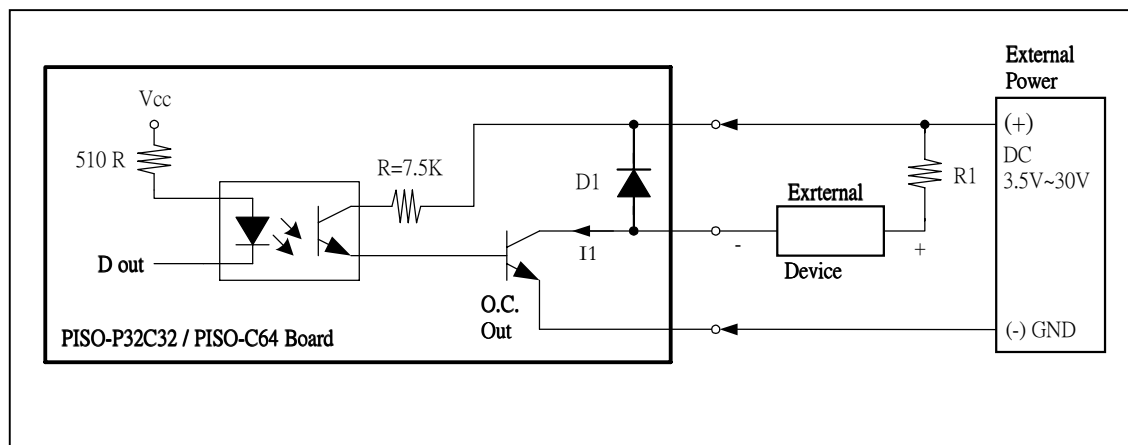 External
Power
Vcc
510 R
R=7.5K
D1
R1
(+)
DC
3.5V~30V
Exrternal
Device
-
+
I1
D out
O.C.
Out
PISO-P32C32 / PISO-C64 Board
(-) GND